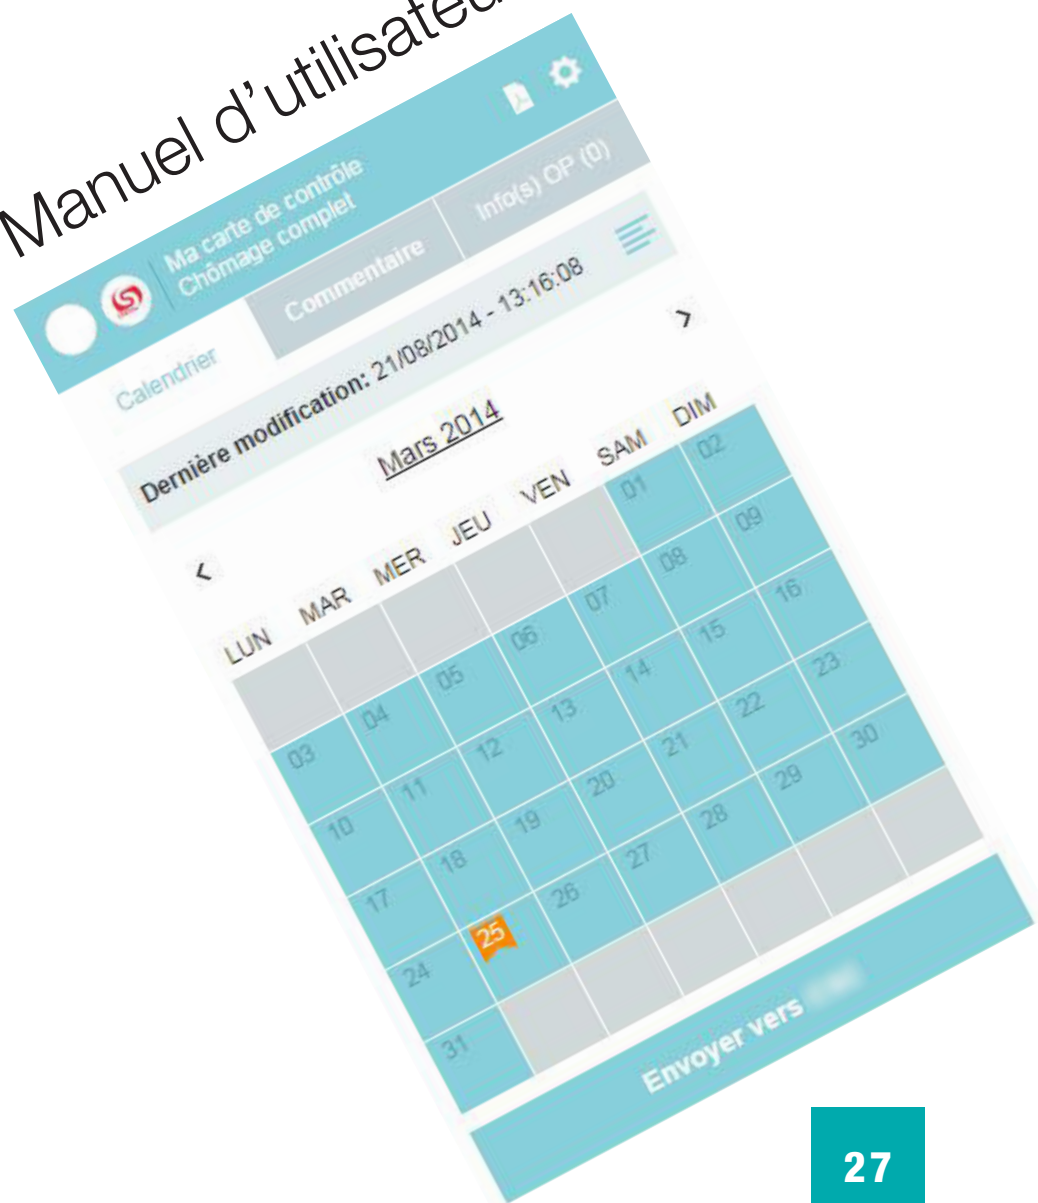 Manuel d'utilisateu
Ma carte de contrôle
Chômage complet
Calendrier
Commentaire
Info(s) OP (0)
Dernière modification: 21/08/2014 - 13:16:08
< Mars 2014 >
LUN MAR MER JEU VEN SAM DIM
01 02
03 04 05 06 07 08 09
10 11 12 13 14 15 16
17 18 19 20 21 22 23
24 25 26 27 28 29 30
31
Envoyer vers
27